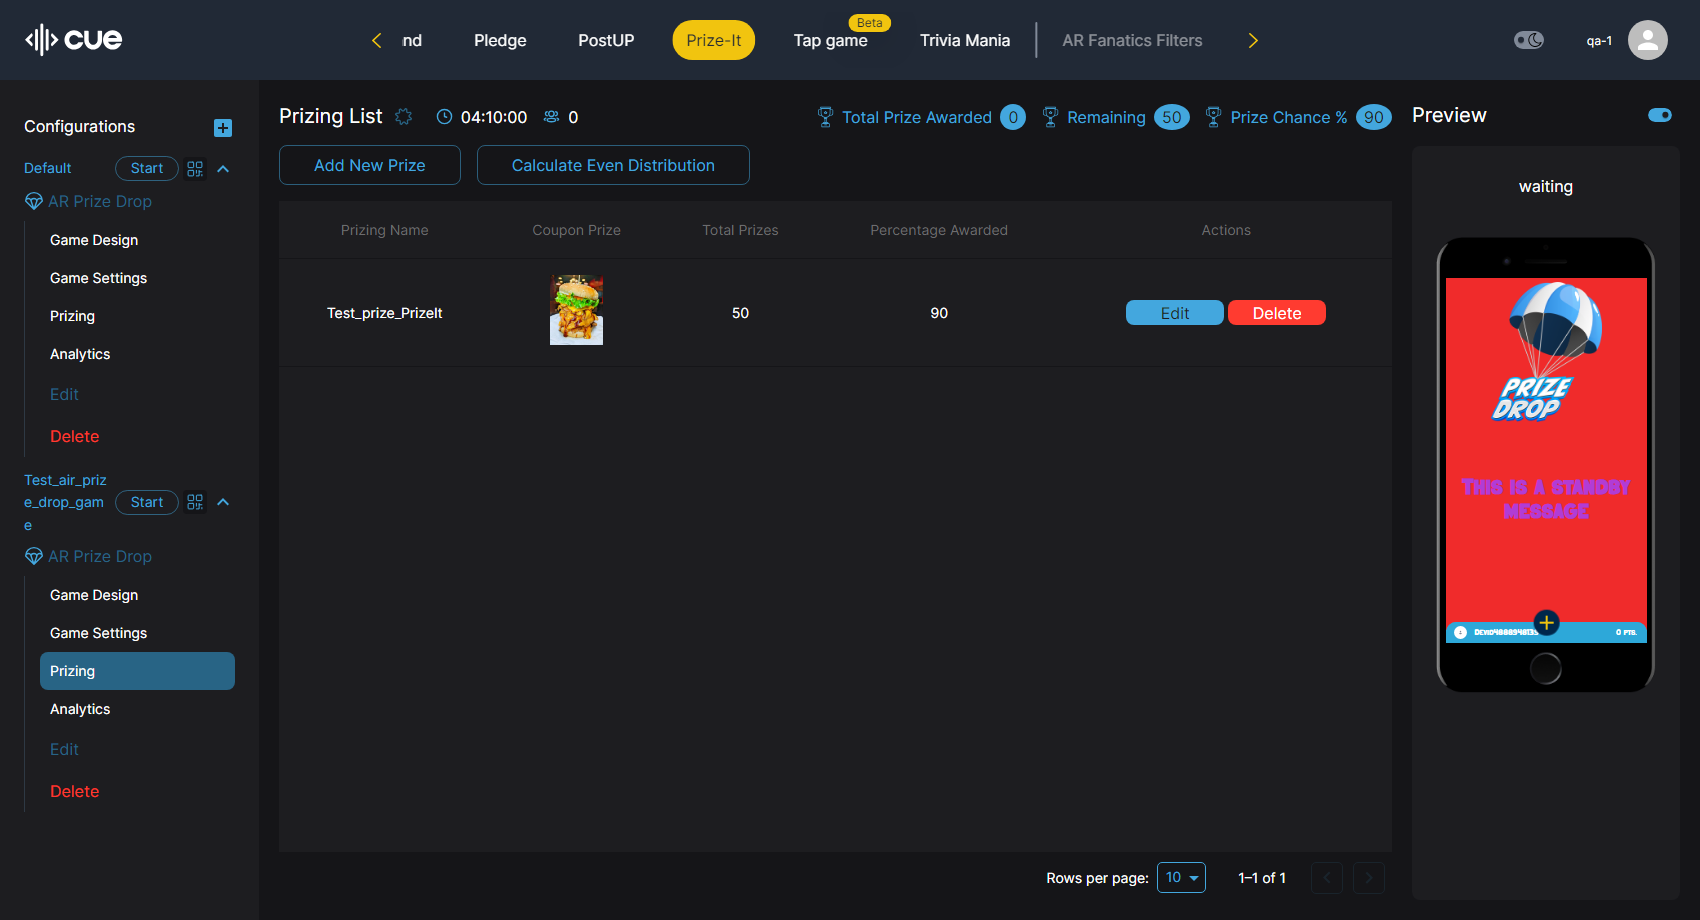 cue
nd
Pledge
PostUP
Prize-It
Beta
Tap game
Trivia Mania
AR Fanatics Filters
qa-1
Configurations
Default
Start
AR Prize Drop
Game Design
Game Settings
Prizing
Analytics
Edit
Delete
Test_air_priz
e_drop_gam
e
Start
AR Prize Drop
Game Design
Game Settings
Prizing
Analytics
Edit
Delete
Prizing List
04:10:00
0
Total Prize Awarded 0
Remaining 50
Prize Chance % 90
Add New Prize
Calculate Even Distribution
Prizing Name Coupon Prize Total Prizes Percentage Awarded Actions
Test_prize_PrizeIt 50 90 Edit Delete
Rows per page: 10 1–1 of 1
Preview
waiting
PRIZE
DROP
THIS IS A STANDBY
MESSAGE
0 PTS.